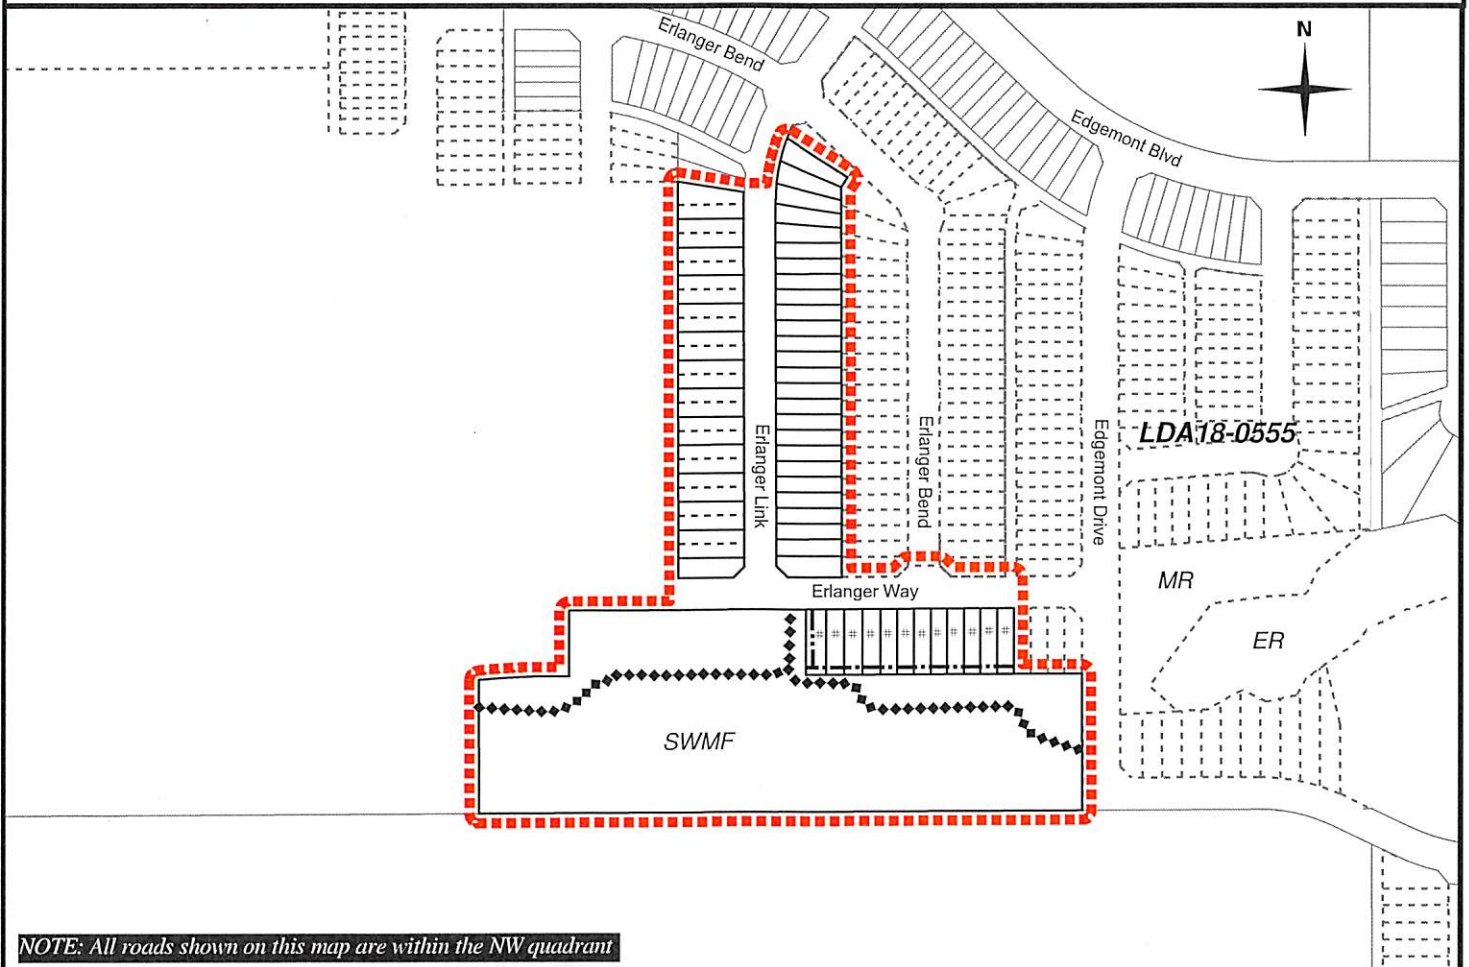 N
Erlanger Bend
Edgemont Blvd
Erlanger Link
Erlanger Bend
Edgemont Drive
LDA18-0555
MR
Erlanger Way
ER
# # # # # # # # # # # #
SWMF
NOTE: All roads shown on this map are within the NW quadrant